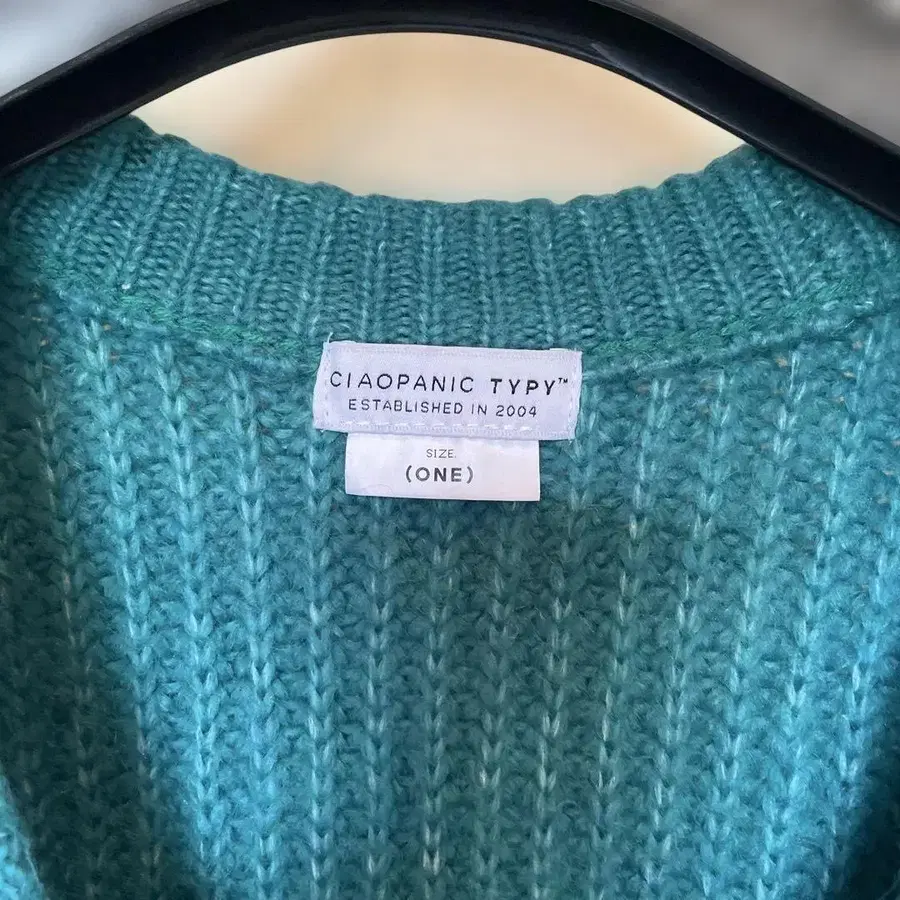 CIAOPANIC TYPY™
ESTABLISHED IN 2004
SIZE.
(ONE)